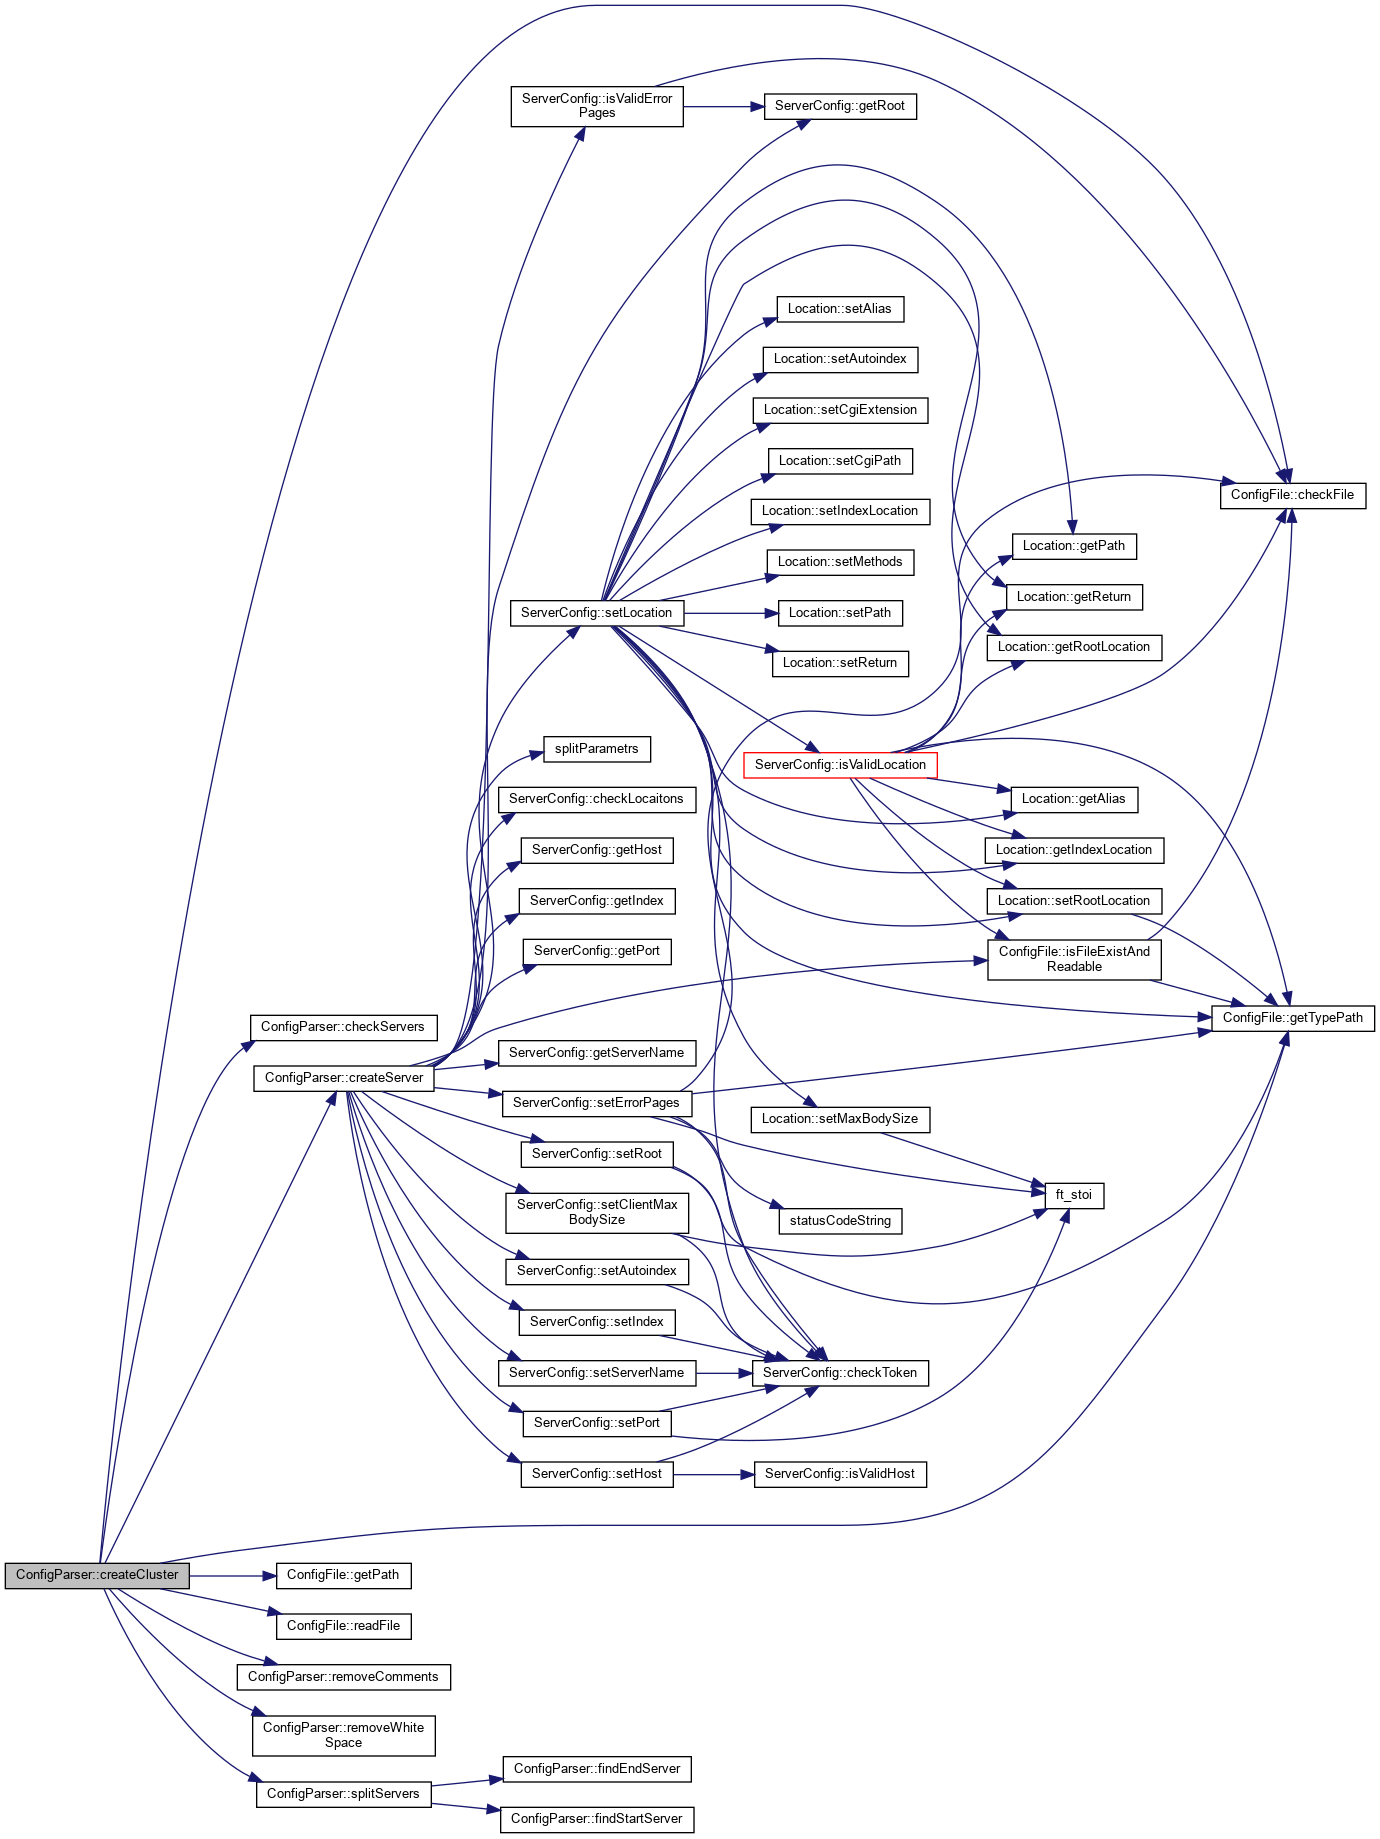 ServerConfig::isValidError
Pages
ServerConfig::getRoot
Location::setAlias
Location::setAutoindex
Location::setCgiExtension
Location::setCgiPath
ConfigFile::checkFile
Location::setIndexLocation
Location::getPath
Location::setMethods
Location::getReturn
ServerConfig::setLocation
Location::setPath
Location::getRootLocation
Location::setReturn
splitParametrs
ServerConfig::isValidLocation
ServerConfig::checkLocaitons
Location::getAlias
ServerConfig::getHost
Location::getIndexLocation
ServerConfig::getIndex
Location::setRootLocation
ServerConfig::getPort
ConfigFile::isFileExistAnd
Readable
ConfigFile::getTypePath
ConfigParser::checkServers
ServerConfig::getServerName
ConfigParser::createServer
ServerConfig::setErrorPages
Location::setMaxBodySize
ServerConfig::setRoot
ft_stoi
ServerConfig::setClientMax
BodySize
statusCodeString
ServerConfig::setAutoindex
ServerConfig::setIndex
ServerConfig::setServerName
ServerConfig::checkToken
ServerConfig::setPort
ServerConfig::setHost
ServerConfig::isValidHost
ConfigParser::createCluster
ConfigFile::getPath
ConfigFile::readFile
ConfigParser::removeComments
ConfigParser::removeWhite
Space
ConfigParser::findEndServer
ConfigParser::splitServers
ConfigParser::findStartServer